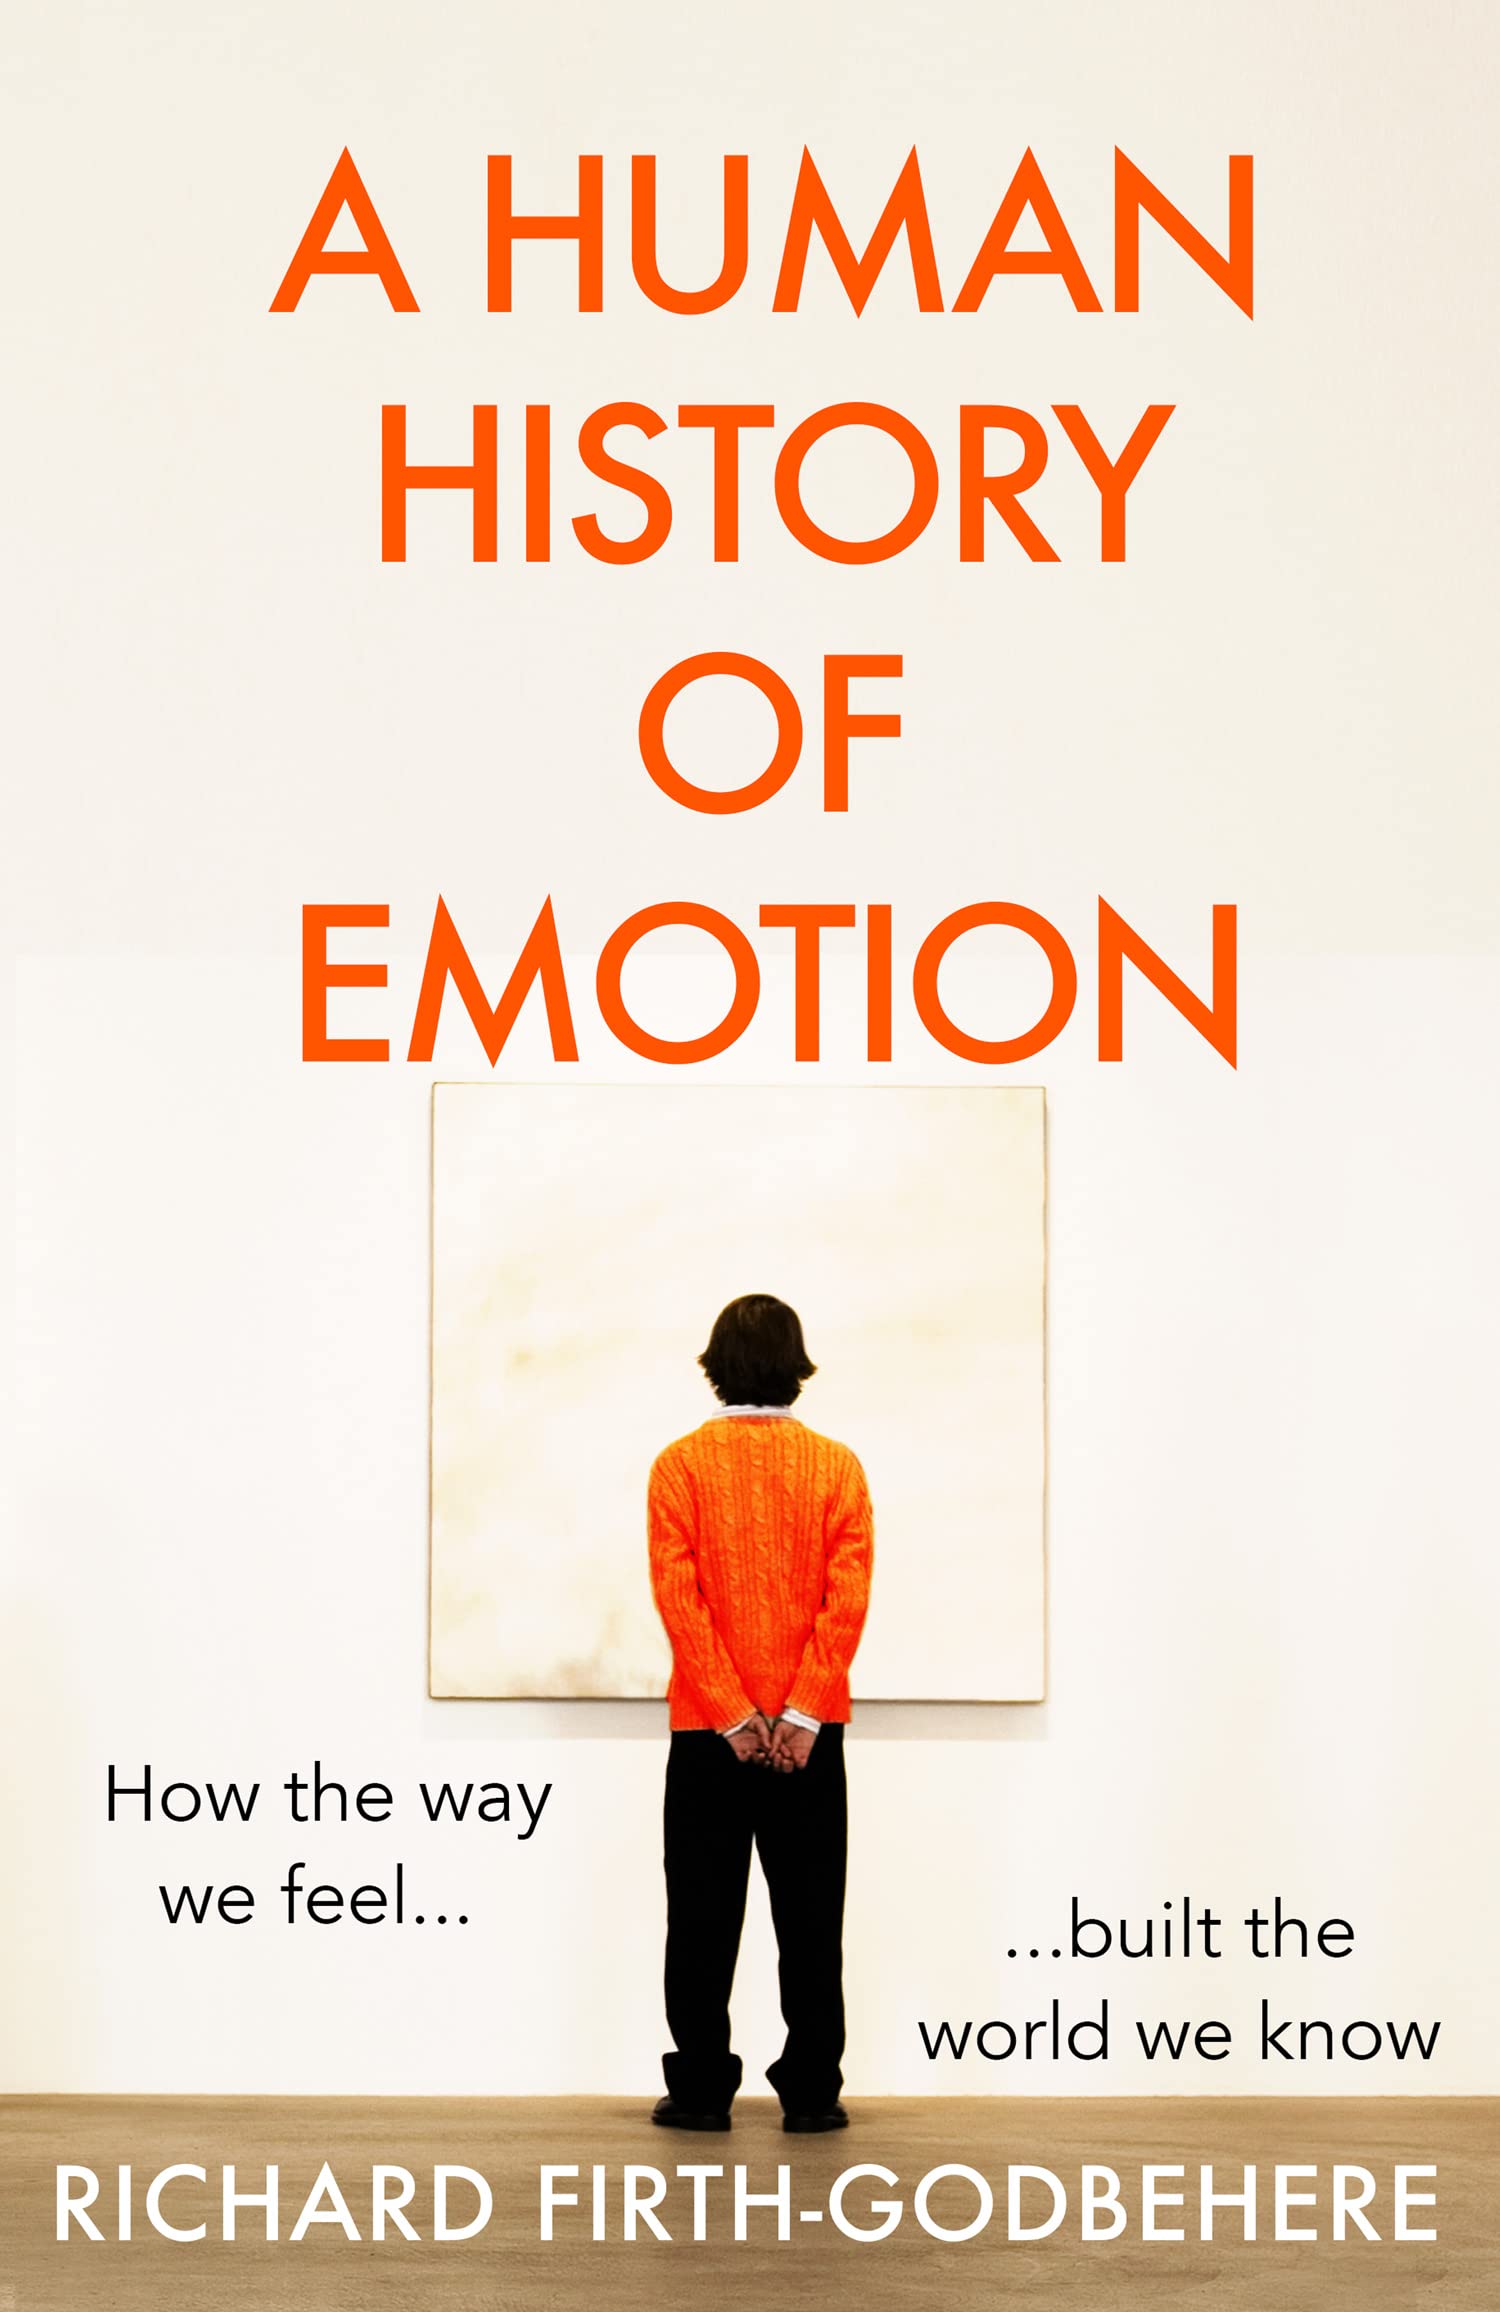 A HUMAN
HISTORY
OF
EMOTION
How the way
we feel...
...built the
world we know
RICHARD FIRTH-GODBEHERE